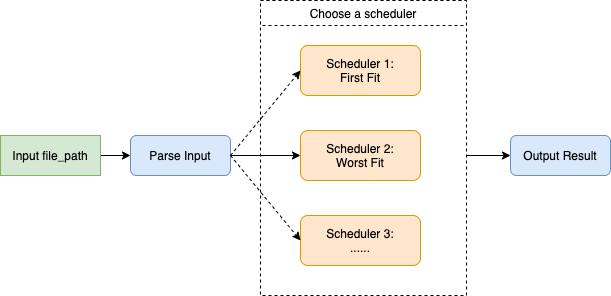 Choose a scheduler
Scheduler 1:
First Fit
Input file_path
Parse Input
Scheduler 2:
Worst Fit
Output Result
Scheduler 3:
......